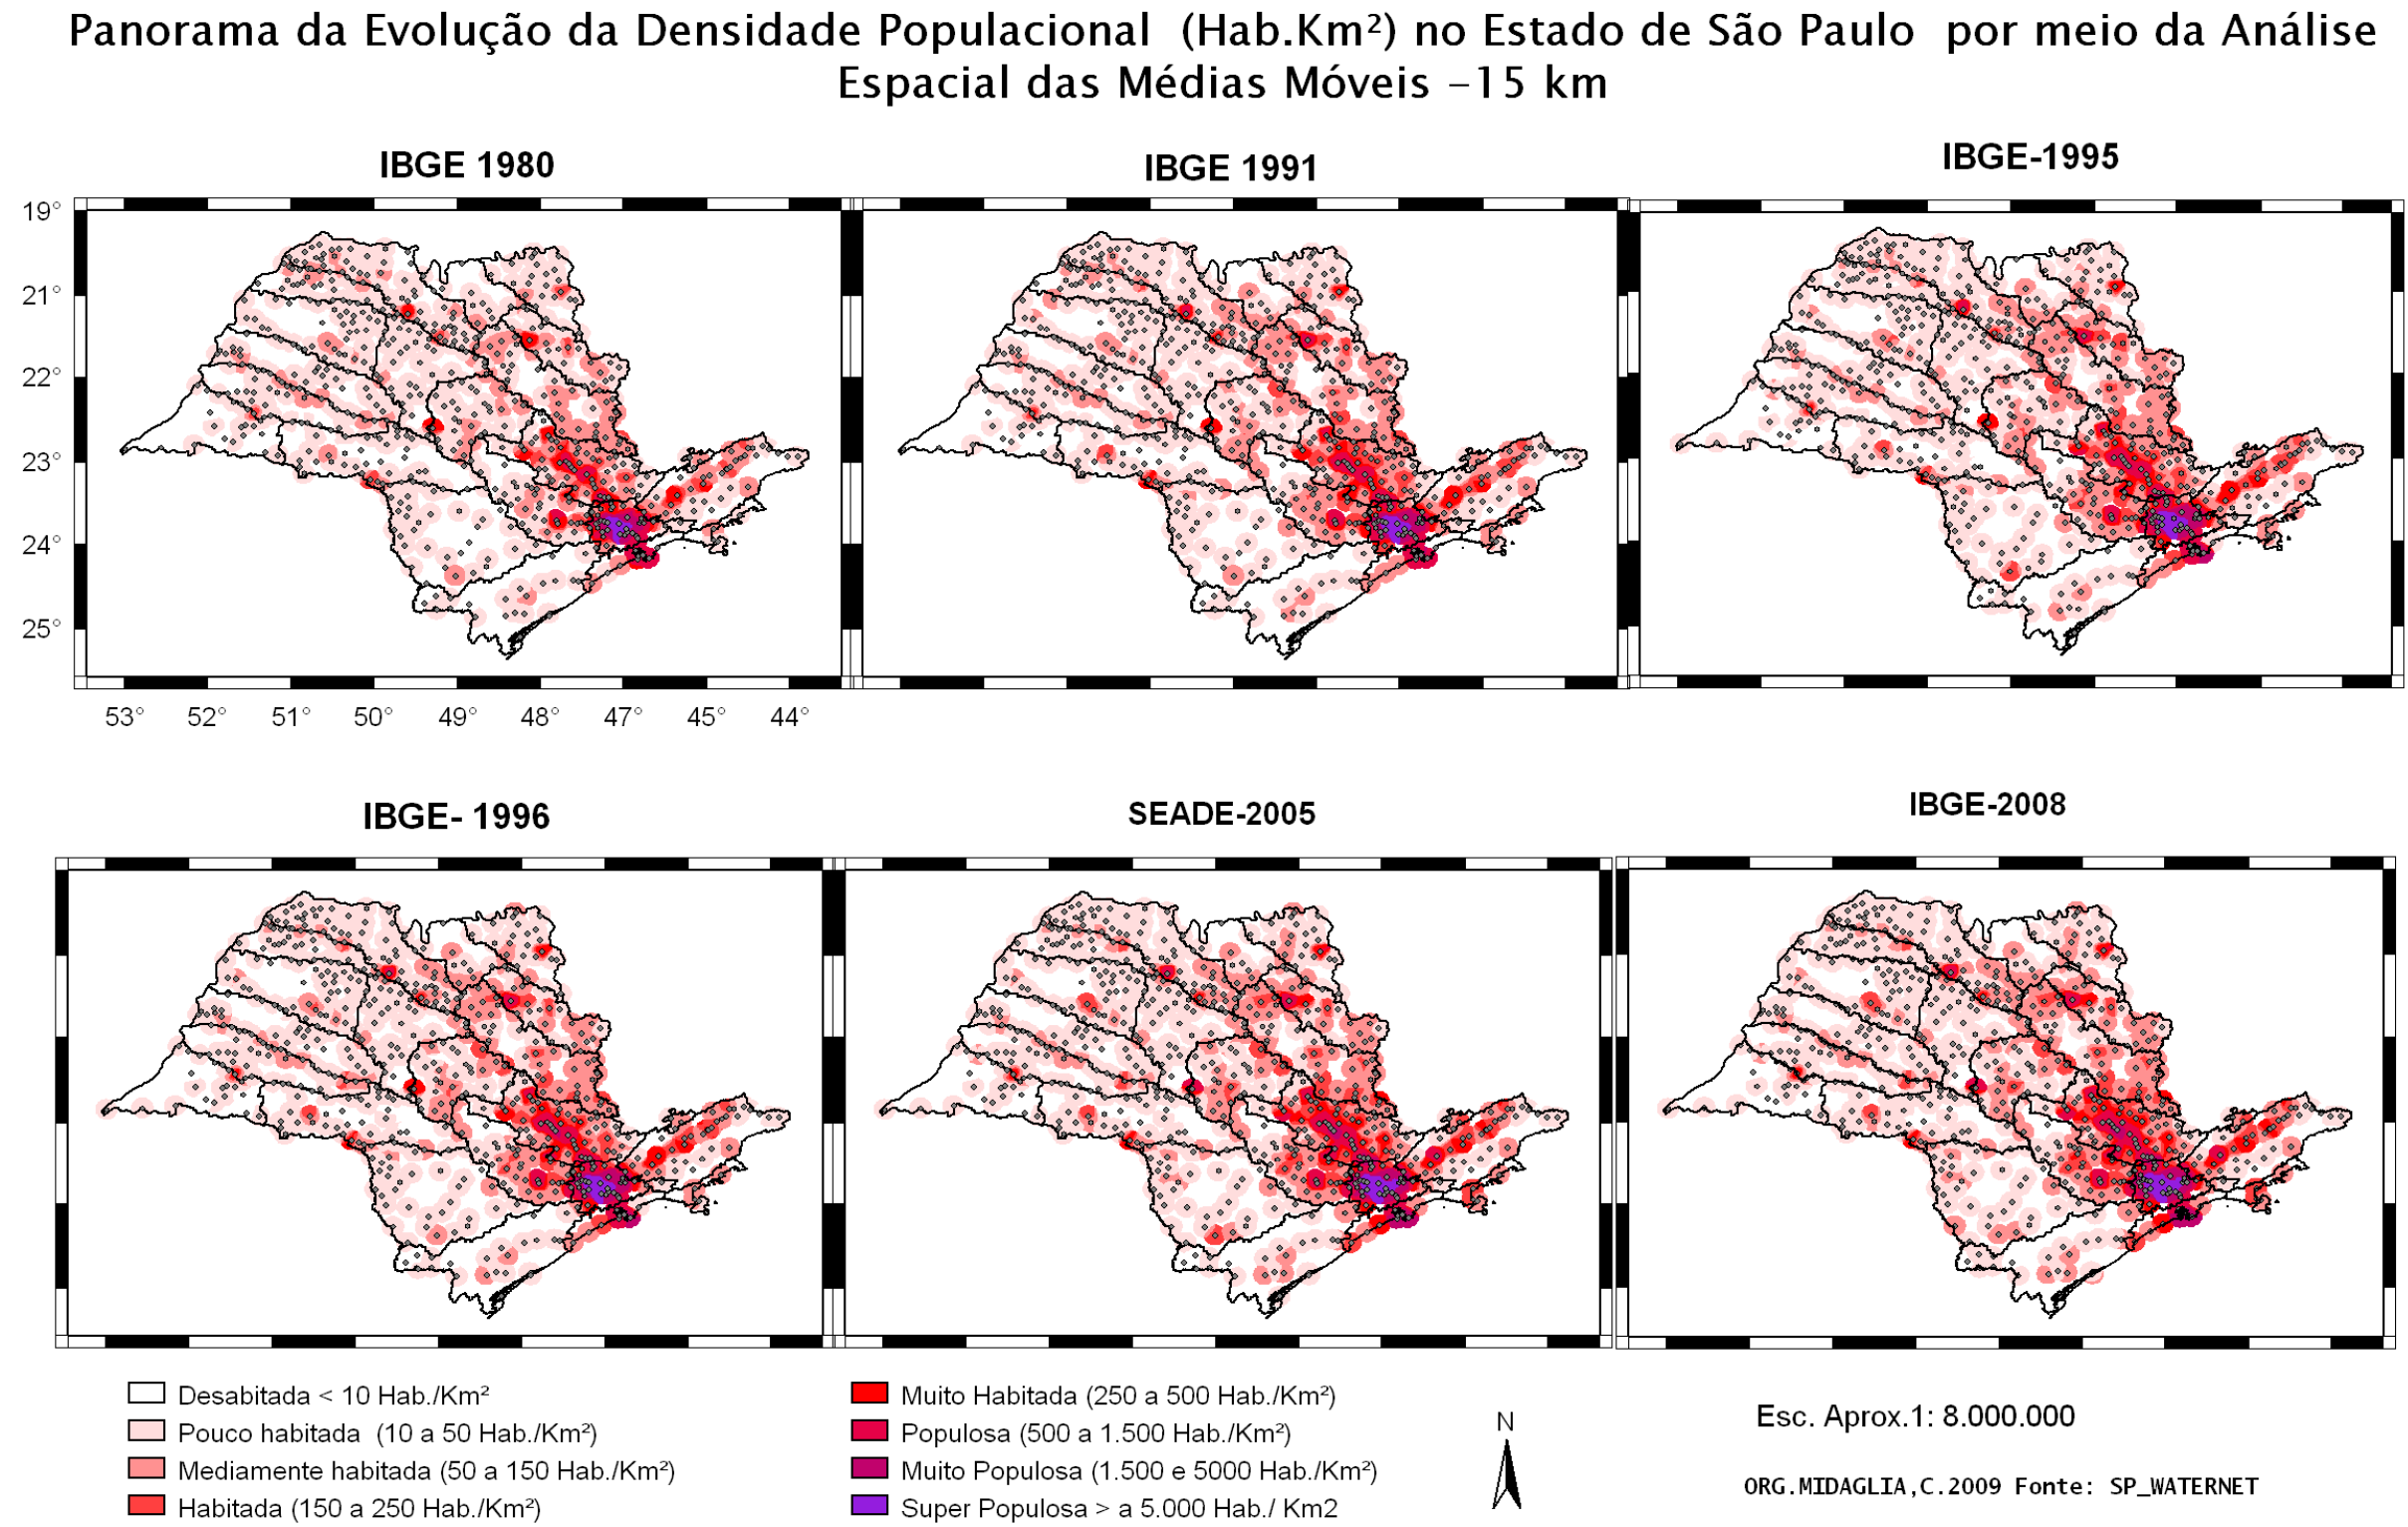 Panorama da Evolução da Densidade Populacional (Hab.Km²) no Estado de São Paulo por meio da Análise
Espacial das Médias Móveis -15 km
IBGE 1980
IBGE 1991
IBGE-1995
19°
21°
22°
23°
24°
25°
53° 52° 51° 50° 49° 48° 47° 45° 44°
IBGE- 1996
SEADE-2005
IBGE-2008
Desabitada < 10 Hab./Km²
Pouco habitada (10 a 50 Hab./Km²)
Mediamente habitada (50 a 150 Hab./Km²)
Habitada (150 a 250 Hab./Km²)
Muito Habitada (250 a 500 Hab./Km²)
Populosa (500 a 1.500 Hab./Km²)
Muito Populosa (1.500 e 5000 Hab./Km²)
Super Populosa > a 5.000 Hab./ Km2
N
Esc. Aprox.1: 8.000.000
ORG.MIDAGLIA,C.2009 Fonte: SP_WATERNET